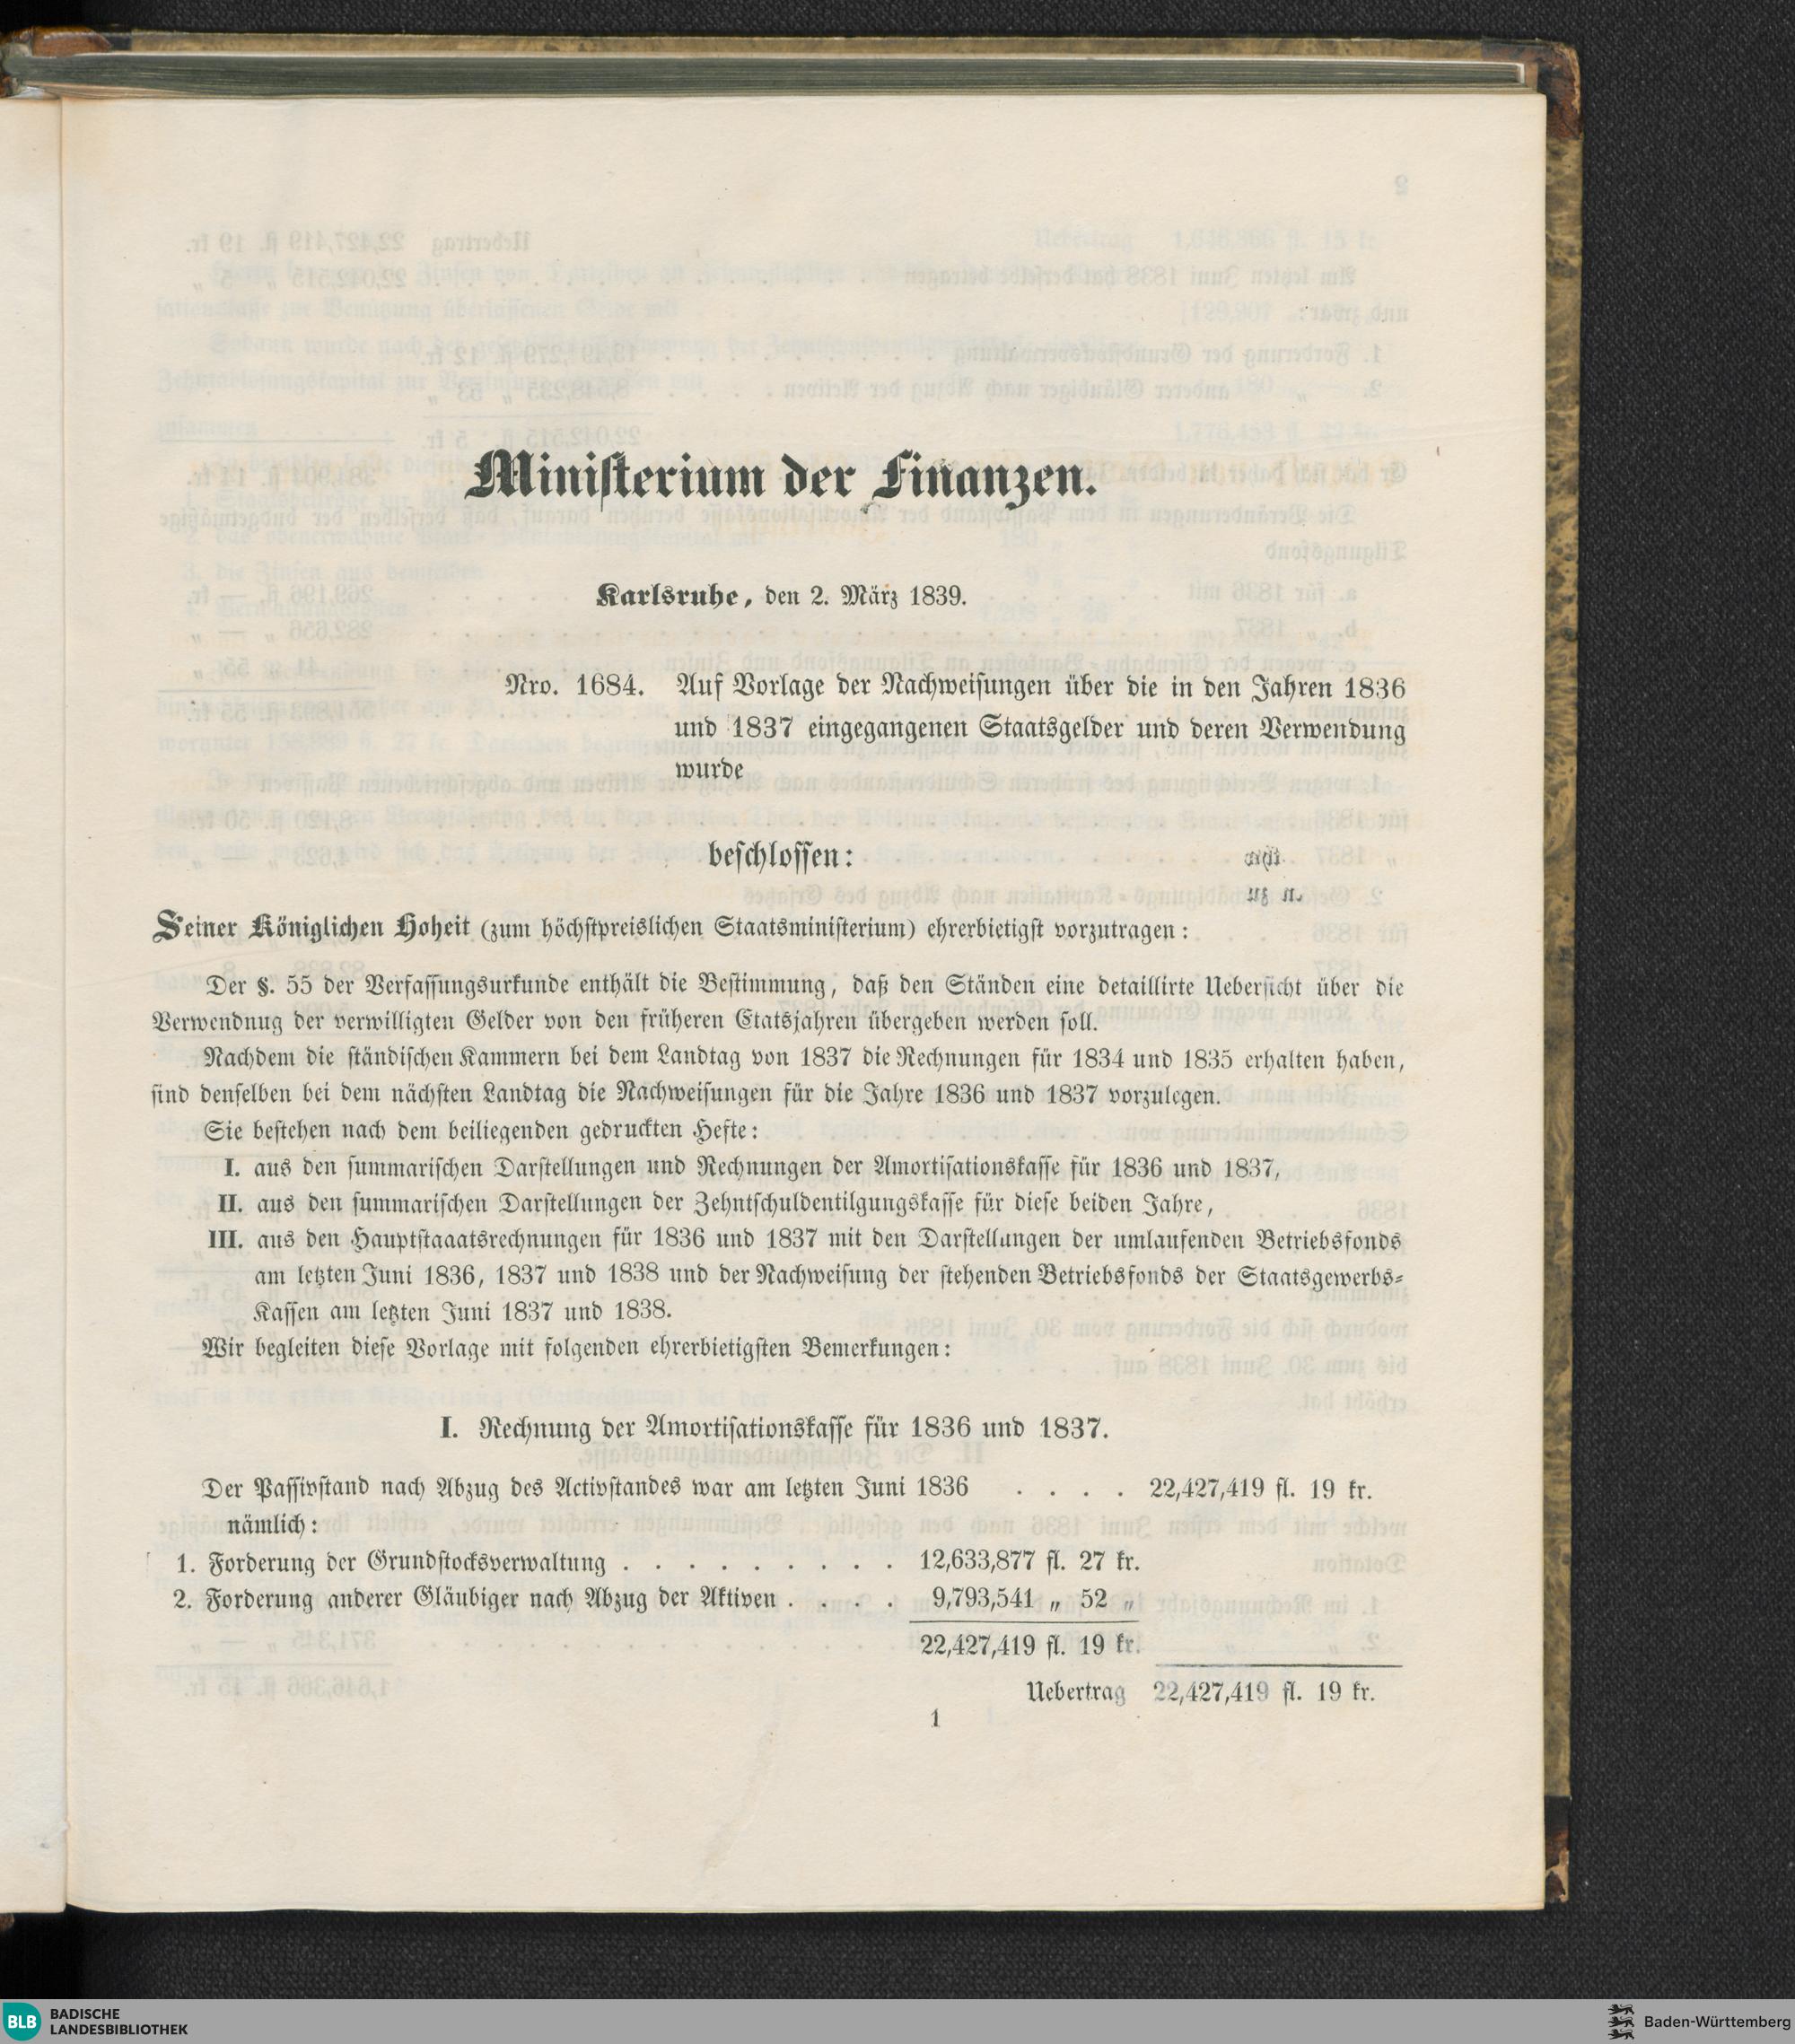 Ministerium der Finanzen.
Karlsruhe, den 2. März 1839.
Nro. 1684. Auf Vorlage der Nachweisungen über die in den Jahren 1836
und 1837 eingegangenen Staatsgelder und deren Verwendung
wurde
beschlossen:
Seiner Königlichen Hoheit (zum höchstpreislichen Staatsministerium) ehrerbietigst vorzutragen:
Der §. 55 der Verfassungsurkunde enthält die Bestimmung, daß den Ständen eine detaillirte Uebersicht über die
Verwendnug der verwilligten Gelder von den früheren Etatsjahren übergeben werden soll.
Nachdem die ständischen Kammern bei dem Landtag von 1837 die Rechnungen für 1834 und 1835 erhalten haben,
sind denselben bei dem nächsten Landtag die Nachweisungen für die Jahre 1836 und 1837 vorzulegen.
Sie bestehen nach dem beiliegenden gedruckten Hefte:
I. aus den summarischen Darstellungen und Rechnungen der Amortisationskasse für 1836 und 1837,
II. aus den summarischen Darstellungen der Zehntschuldentilgungskasse für diese beiden Jahre,
III. aus den Hauptstaaatsrechnungen für 1836 und 1837 mit den Darstellungen der umlaufenden Betriebsfonds
am letzten Juni 1836, 1837 und 1838 und der Nachweisung der stehenden Betriebsfonds der Staatsgewerbs-
Kassen am letzten Juni 1837 und 1838.
Wir begleiten diese Vorlage mit folgenden ehrerbietigsten Bemerkungen:
I. Rechnung der Amortisationskasse für 1836 und 1837.
Der Passivstand nach Abzug des Activstandes war am letzten Juni 1836 . . . . 22,427,419 fl. 19 kr.
nämlich:
1. Forderung der Grundstocksverwaltung . . . . . . . . . 12,633,877 fl. 27 kr.
2. Forderung anderer Gläubiger nach Abzug der Aktiven . . . . 9,793,541 „ 52 „
22,427,419 fl. 19 kr.
Uebertrag 22,427,419 fl. 19 kr.
1
BLB BADISCHE
LANDESBIBLIOTHEK
Baden-Württemberg